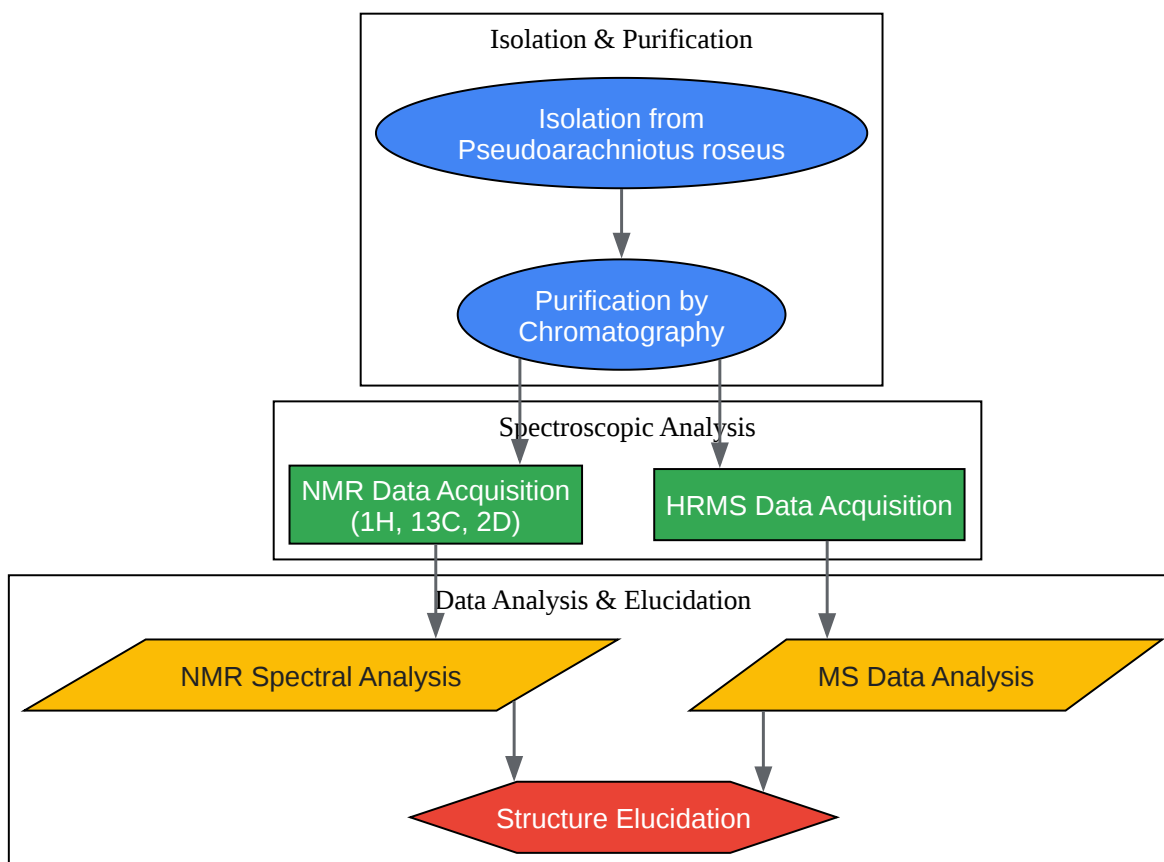 Isolation & Purification
Isolation from
Pseudoarachniotus roseus
Purification by
Chromatography
Spectroscopic Analysis
NMR Data Acquisition
(1H, 13C, 2D)
HRMS Data Acquisition
Data Analysis & Elucidation
NMR Spectral Analysis
MS Data Analysis
Structure Elucidation